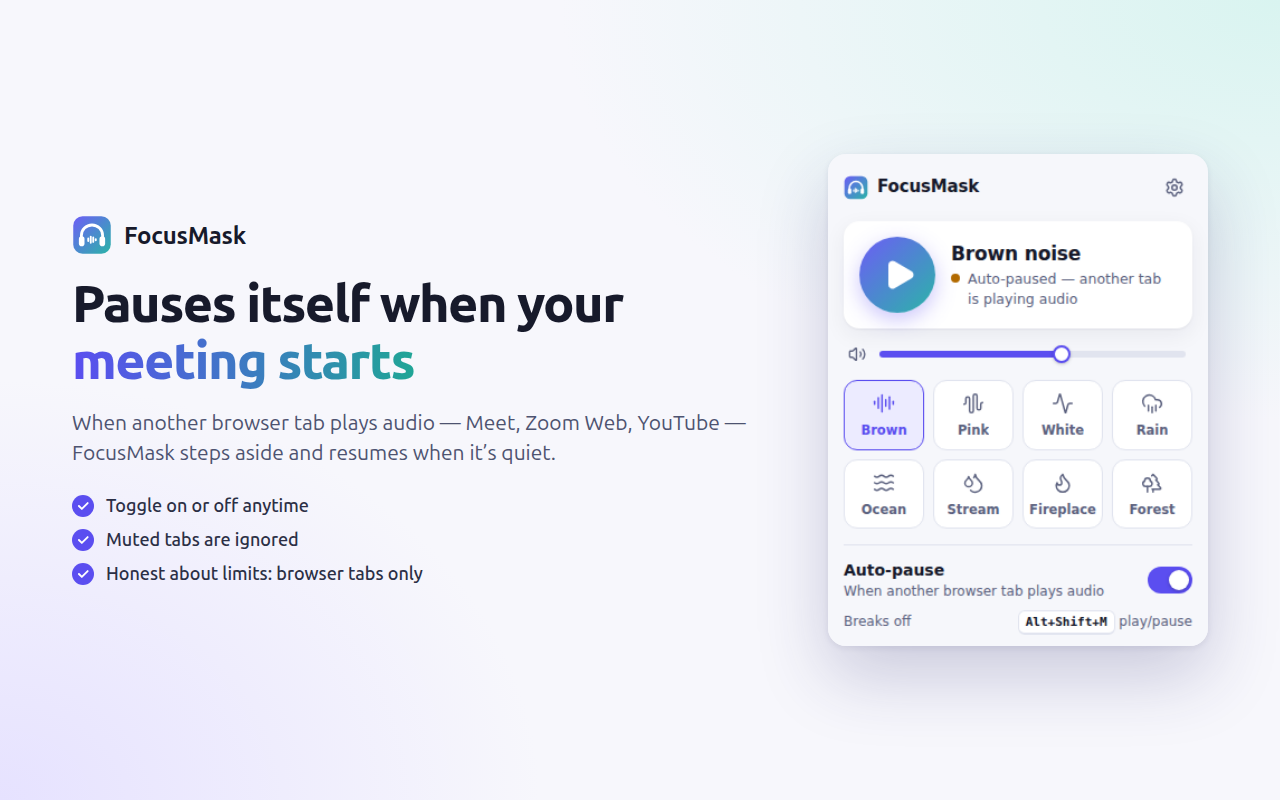 FocusMask
Pauses itself when your
meeting starts
When another browser tab plays audio — Meet, Zoom Web, YouTube —
FocusMask steps aside and resumes when it’s quiet.
Toggle on or off anytime
Muted tabs are ignored
Honest about limits: browser tabs only
FocusMask
Brown noise
Auto-paused — another tab
is playing audio
Brown Pink White Rain
Ocean Stream Fireplace Forest
Auto-pause
When another browser tab plays audio
Breaks off Alt+Shift+M play/pause